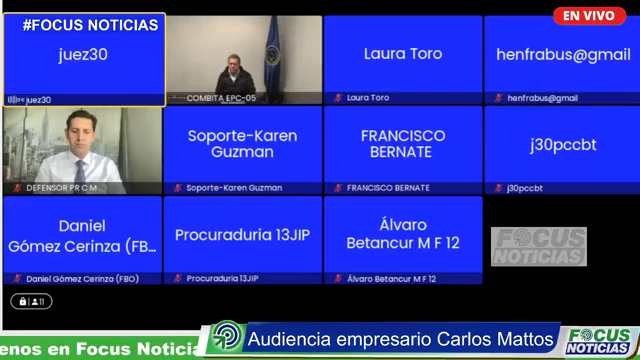 #FOCUS NOTICIAS
EN VIVO
juez30
juez30
COMBITA EPC-05
Laura Toro
Laura Toro
henfrabus@gmail
henfrabus@gmail
DEFENSOR PR C M
Soporte-Karen
Guzman
Soporte-Karen Guzman
FRANCISCO
BERNATE
FRANCISCO BERNATE
j30pccbt
j30pccbt
Daniel
Gómez Cerinza (FB...
Daniel Gómez Cerinza (FBO)
Procuraduria 13JIP
Procuraduria 13JIP
Álvaro
Betancur M F 12
Álvaro Betancur M F 12
FOCUS
NOTICIAS
11
enos en Focus Noticia
Audiencia empresario Carlos Mattos
FOCUS
NOTICIAS